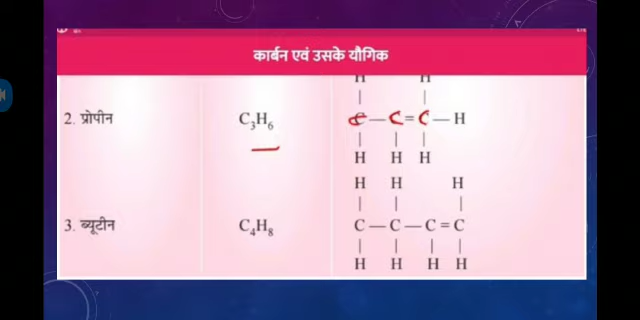 कार्बन एवं उसके यौगिक
H H
2. प्रोपीन C₃H₆ C — C = C — H
H H H
H H H
3. ब्यूटीन C₄H₈ C — C — C = C
H H H H